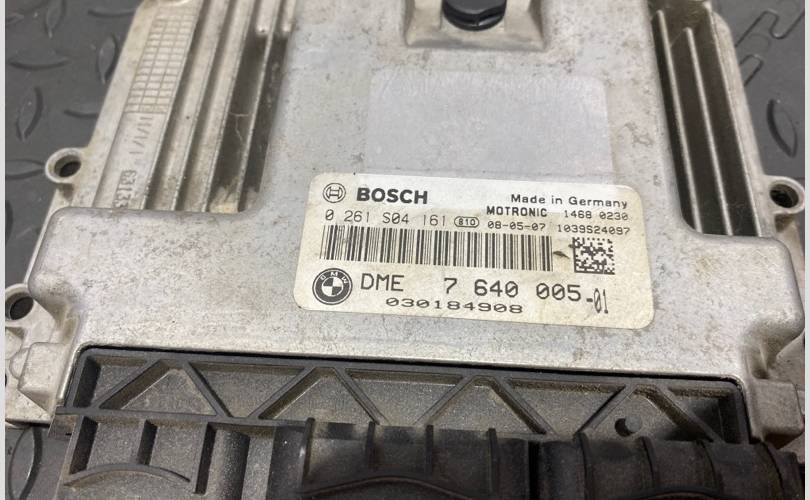 BOSCH Made in Germany
MOTRONIC 1468 0230
0 261 S04 161 810 08-05-07 1039S24097
BMW DME 7 640 005-01
030184908